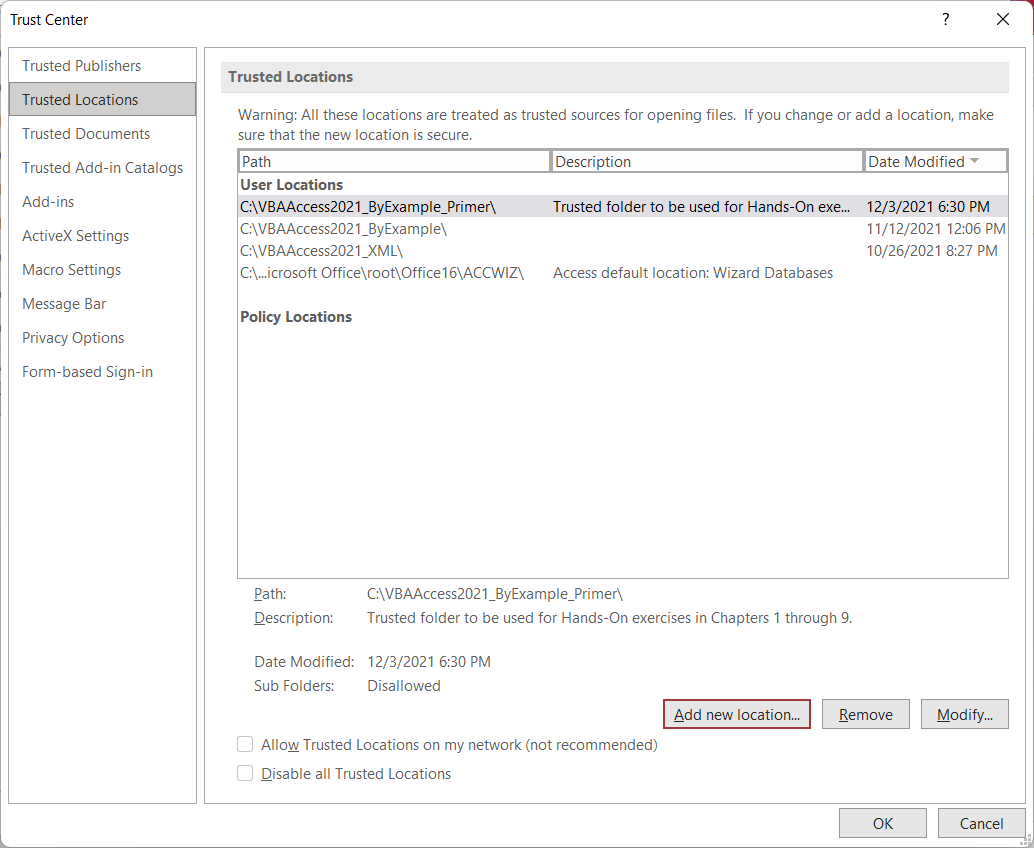 Trust Center ?
Trusted Publishers
Trusted Locations
Trusted Documents
Trusted Add-in Catalogs
Add-ins
ActiveX Settings
Macro Settings
Message Bar
Privacy Options
Form-based Sign-in
Trusted Locations
Warning: All these locations are treated as trusted sources for opening files.  If you change or add a location, make
sure that the new location is secure.
Path Description Date Modified
User Locations
C:\VBAAccess2021_ByExample_Primer\ Trusted folder to be used for Hands-On exe... 12/3/2021 6:30 PM
C:\VBAAccess2021_ByExample\ 11/12/2021 12:06 PM
C:\VBAAccess2021_XML\ 10/26/2021 8:27 PM
C:\...icrosoft Office\root\Office16\ACCWIZ\ Access default location: Wizard Databases
Policy Locations
Path: C:\VBAAccess2021_ByExample_Primer\
Description: Trusted folder to be used for Hands-On exercises in Chapters 1 through 9.
Date Modified: 12/3/2021 6:30 PM
Sub Folders: Disallowed
Add new location... Remove Modify...
Allow Trusted Locations on my network (not recommended)
Disable all Trusted Locations
OK Cancel